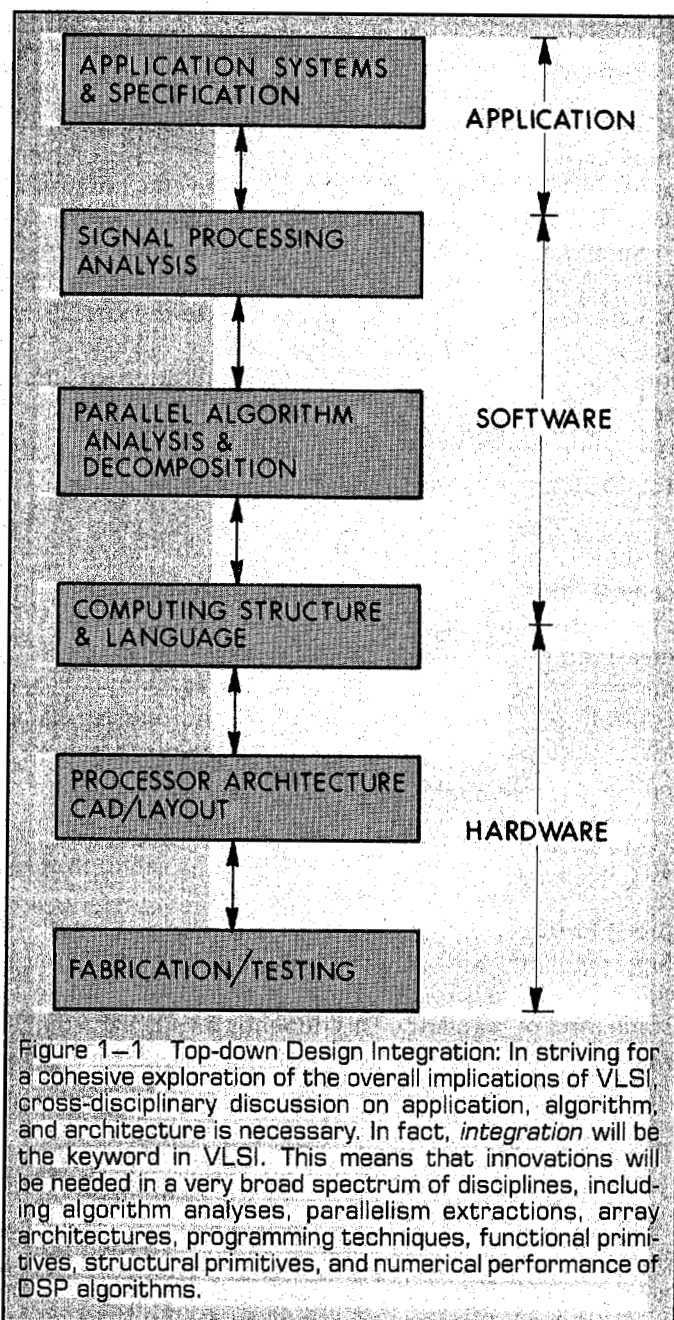 APPLICATION SYSTEMS
& SPECIFICATION
APPLICATION
SIGNAL PROCESSING
ANALYSIS
PARALLEL ALGORITHM
ANALYSIS &
DECOMPOSITION
SOFTWARE
COMPUTING STRUCTURE
& LANGUAGE
PROCESSOR ARCHITECTURE
CAD/LAYOUT
HARDWARE
FABRICATION/TESTING
Figure 1–1 Top-down Design Integration: In striving for
a cohesive exploration of the overall implications of VLSI,
cross-disciplinary discussion on application, algorithm,
and architecture is necessary. In fact, integration will be
the keyword in VLSI. This means that innovations will
be needed in a very broad spectrum of disciplines, includ-
ing algorithm analyses, parallelism extractions, array
architectures, programming techniques, functional primi-
tives, structural primitives, and numerical performance of
DSP algorithms.